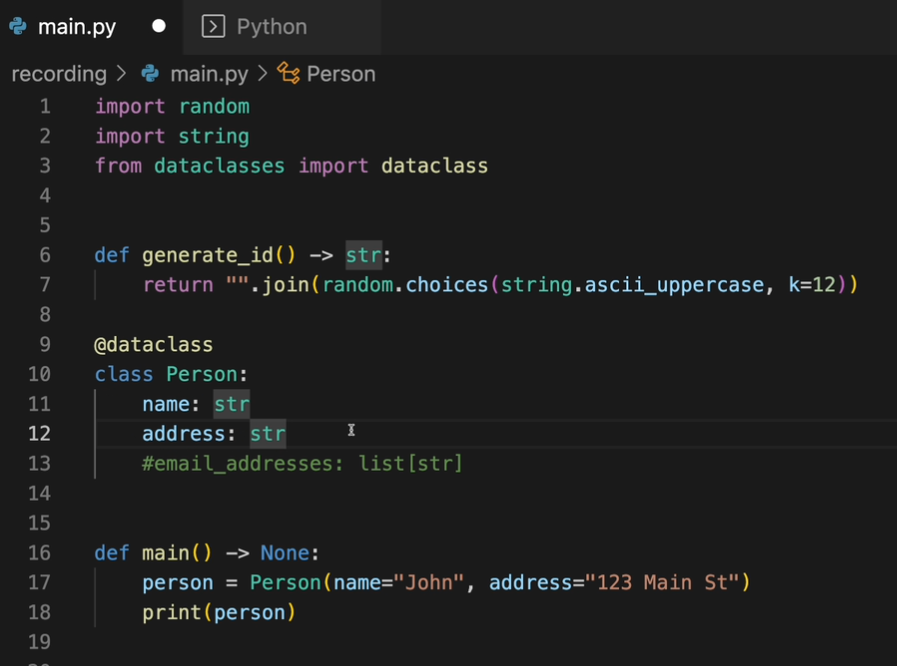 main.py Python
recording > main.py > Person
1 import random
2 import string
3 from dataclasses import dataclass
4
5
6 def generate_id() -> str:
7     return "".join(random.choices(string.ascii_uppercase, k=12))
8
9 @dataclass
10 class Person:
11     name: str
12     address: str
13     #email_addresses: list[str]
14
15
16 def main() -> None:
17     person = Person(name="John", address="123 Main St")
18     print(person)
19